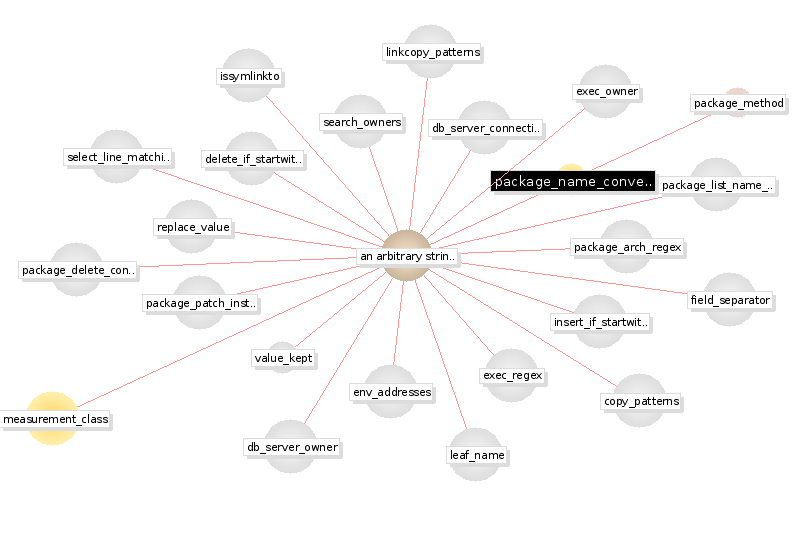 linkcopy_patterns
issymlinkto
exec_owner
package_method
search_owners
db_server_connecti..
select_line_matchi..
delete_if_startwit..
package_name_conve..
package_list_name_..
replace_value
package_arch_regex
an arbitrary strin..
package_delete_con..
package_patch_inst..
field_separator
insert_if_startwit..
value_kept
exec_regex
env_addresses
copy_patterns
measurement_class
db_server_owner
leaf_name